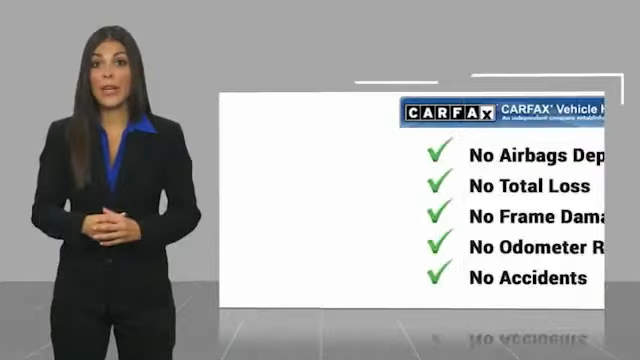 CARFAX CARFAX Vehicle H
An independent company established
No Airbags Dep
No Total Loss
No Frame Dama
No Odometer R
No Accidents